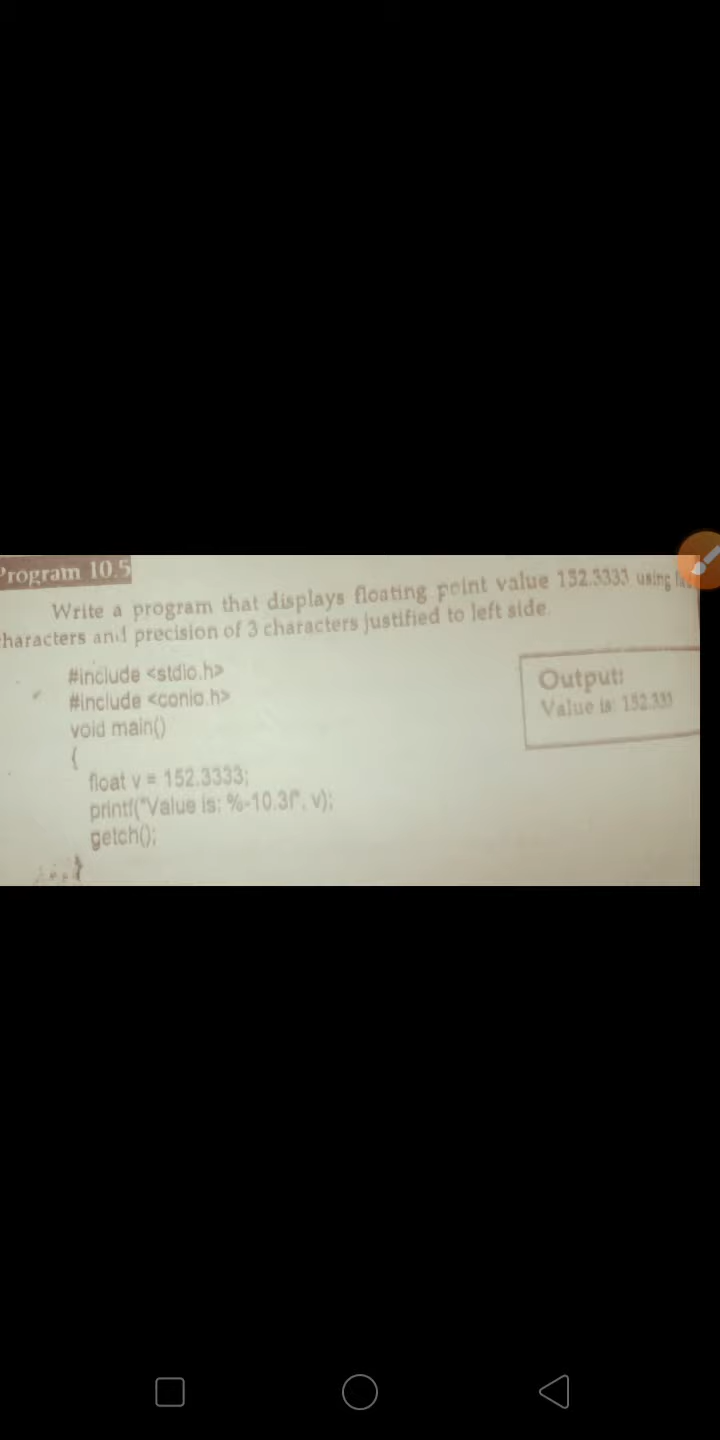 Program 10.5
Write a program that displays floating point value 152.3333 using
characters and precision of 3 characters justified to left side.
#include <stdio.h>
#include <conio.h>
void main()
{
float v = 152.3333;
printf("Value is: %-10.3f", v);
getch();
}
Output:
Value is: 152.333